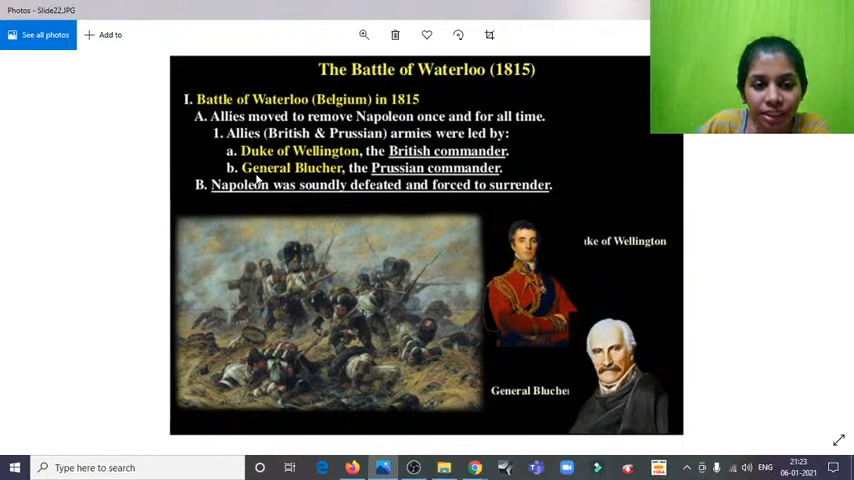 Photos - Slide22.JPG
See all photos
Add to
The Battle of Waterloo (1815)
I. Battle of Waterloo (Belgium) in 1815
A. Allies moved to remove Napoleon once and for all time.
1. Allies (British & Prussian) armies were led by:
a. Duke of Wellington, the British commander.
b. General Blucher, the Prussian commander.
B. Napoleon was soundly defeated and forced to surrender.
uke of Wellington
General Blucher
Type here to search
ENG
21:23
06-01-2021